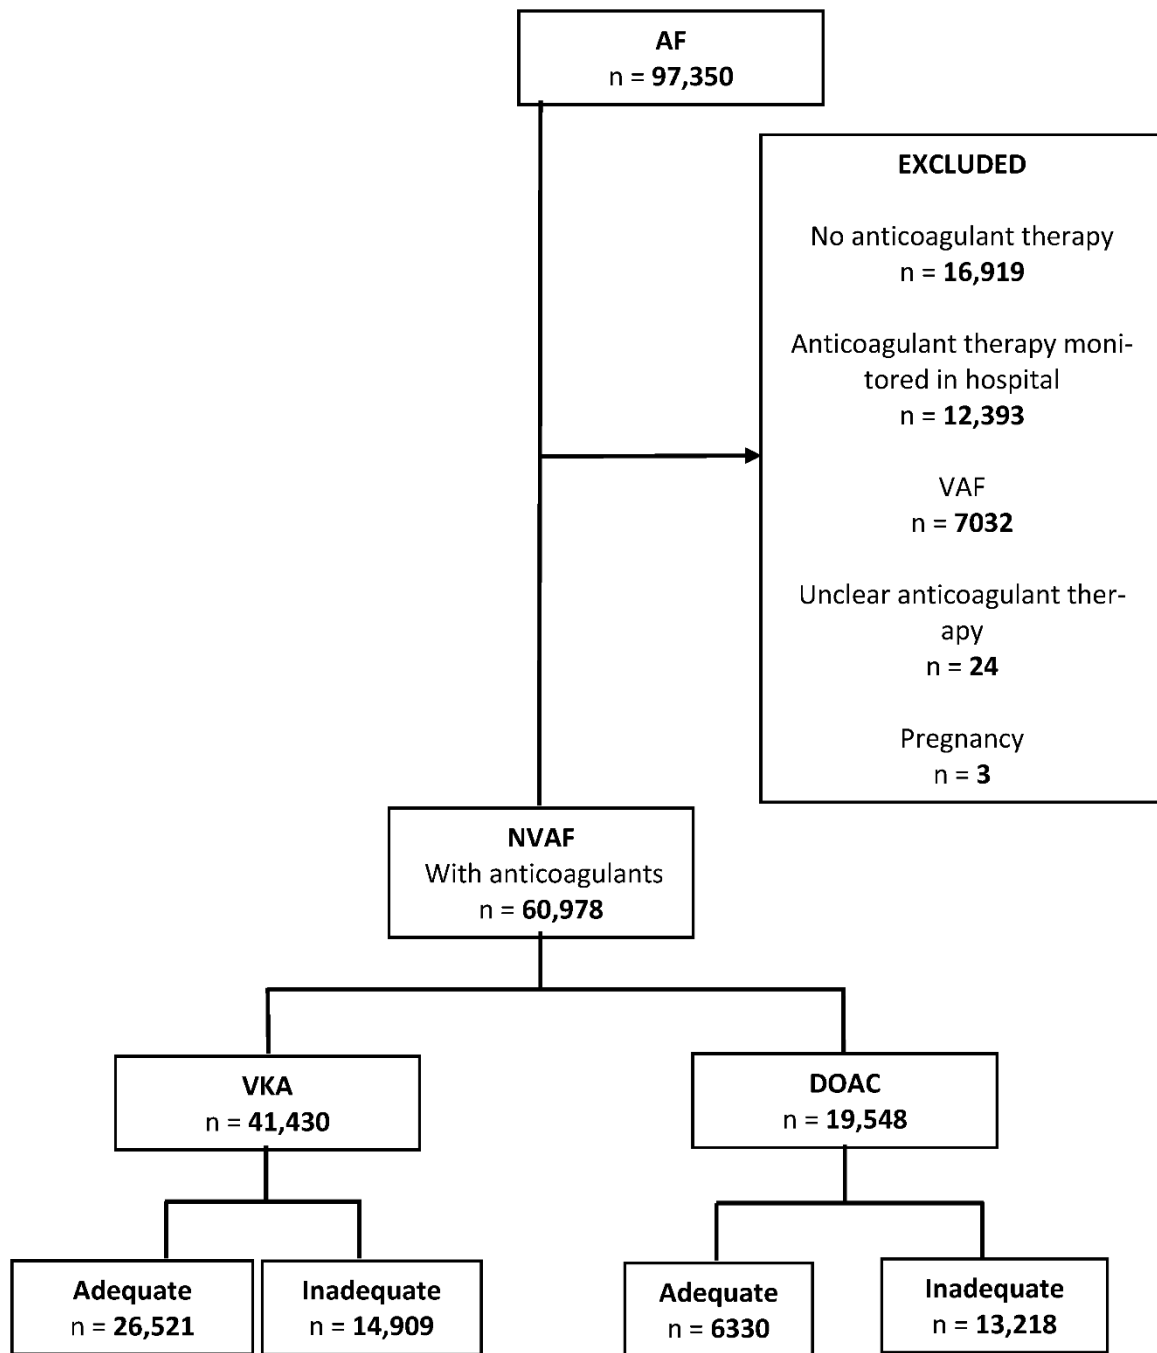 AF
n = 97,350
EXCLUDED
No anticoagulant therapy
n = 16,919
Anticoagulant therapy moni-
tored in hospital
n = 12,393
VAF
n = 7032
Unclear anticoagulant ther-
apy
n = 24
Pregnancy
n = 3
NVAF
With anticoagulants
n = 60,978
VKA
n = 41,430
DOAC
n = 19,548
Adequate
n = 26,521
Inadequate
n = 14,909
Adequate
n = 6330
Inadequate
n = 13,218